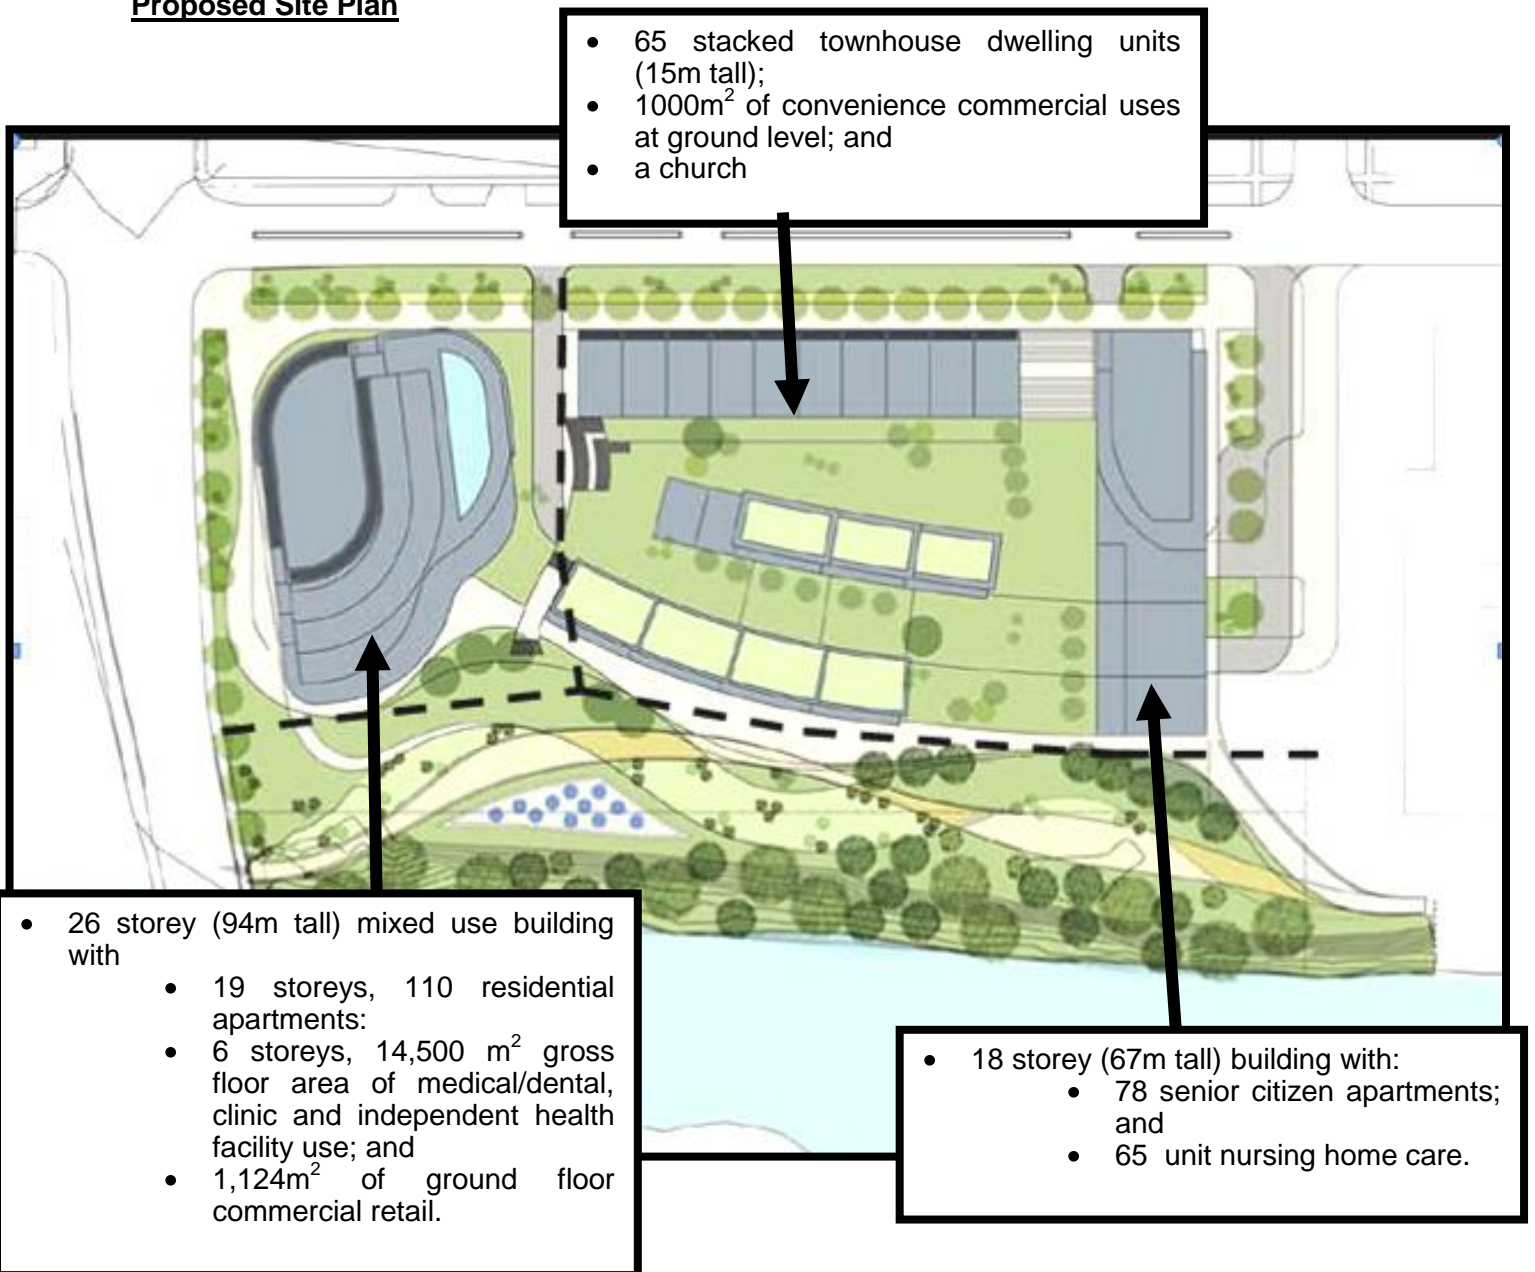 Proposed Site Plan
• 65 stacked townhouse dwelling units
(15m tall);
• 1000m² of convenience commercial uses
at ground level; and
• a church
• 26 storey (94m tall) mixed use building
with
• 19 storeys, 110 residential
apartments:
• 6 storeys, 14,500 m² gross
floor area of medical/dental,
clinic and independent health
facility use; and
• 1,124m² of ground floor
commercial retail.
• 18 storey (67m tall) building with:
• 78 senior citizen apartments;
and
• 65 unit nursing home care.